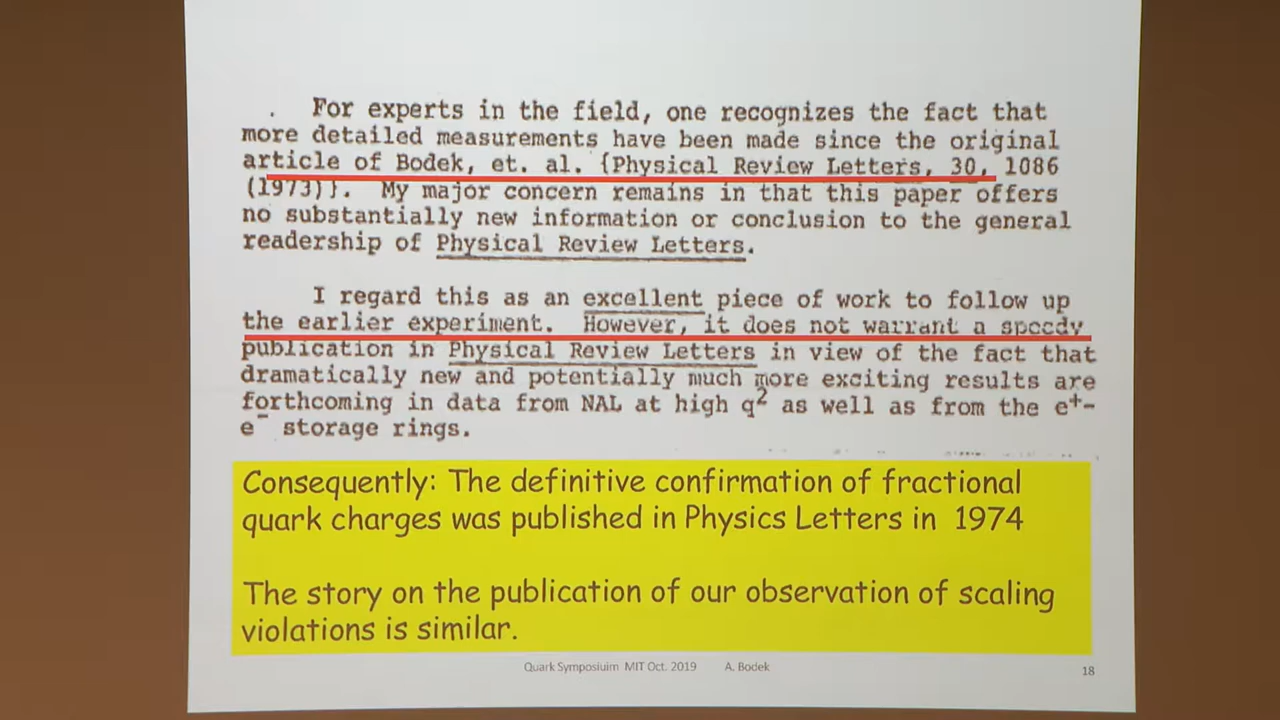 . For experts in the field, one recognizes the fact that
more detailed measurements have been made since the original
article of Bodek, et. al. {Physical Review Letters, 30, 1086
(1973)}. My major concern remains in that this paper offers
no substantially new information or conclusion to the general
readership of Physical Review Letters.
I regard this as an excellent piece of work to follow up
the earlier experiment. However, it does not warrant a speedy
publication in Physical Review Letters in view of the fact that
dramatically new and potentially much more exciting results are
forthcoming in data from NAL at high q² as well as from the e⁺-
e⁻ storage rings.
Consequently: The definitive confirmation of fractional
quark charges was published in Physics Letters in 1974
The story on the publication of our observation of scaling
violations is similar.
Quark Symposiuim MIT Oct. 2019 A. Bodek 18